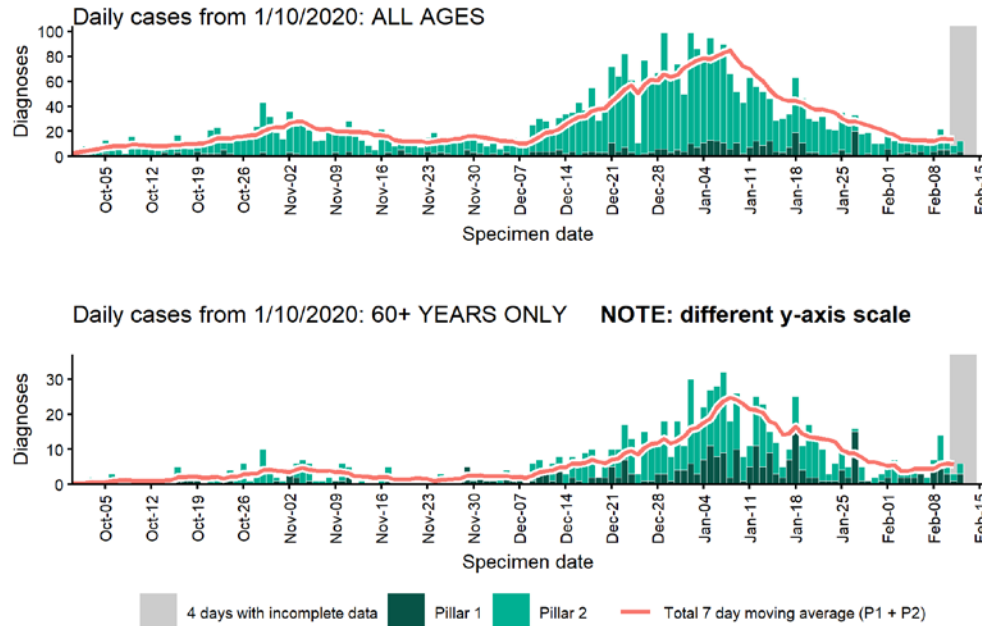 Daily cases from 1/10/2020: ALL AGES
100
80
60
40
20
0
Diagnoses
Oct-05
Oct-12
Oct-19
Oct-26
Nov-02
Nov-09
Nov-16
Nov-23
Nov-30
Dec-07
Dec-14
Dec-21
Dec-28
Jan-04
Jan-11
Jan-18
Jan-25
Feb-01
Feb-08
Feb-15
Specimen date
Daily cases from 1/10/2020: 60+ YEARS ONLY NOTE: different y-axis scale
30
20
10
0
Diagnoses
Oct-05
Oct-12
Oct-19
Oct-26
Nov-02
Nov-09
Nov-16
Nov-23
Nov-30
Dec-07
Dec-14
Dec-21
Dec-28
Jan-04
Jan-11
Jan-18
Jan-25
Feb-01
Feb-08
Feb-15
Specimen date
4 days with incomplete data Pillar 1 Pillar 2 Total 7 day moving average (P1 + P2)